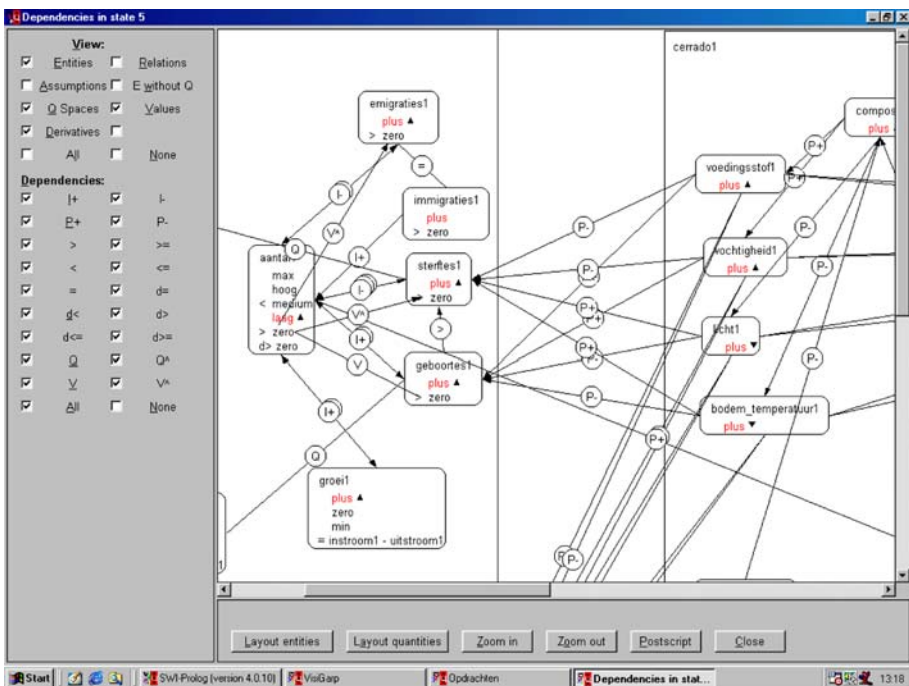 Dependencies in state 5
View:
Entities Relations
Assumptions E without Q
Q Spaces Values
Derivatives
All None
Dependencies:
I+ I-
P+ P-
> >=
< <=
= d=
d< d>
d<= d>=
Q Q^
V V^
All None
cerrado1
emigraties1
plus
> zero
=
I-
immigraties1
plus
> zero
V^
Q
I+
aantal
max
hoog
< medium
laag
> zero
d> zero
sterftes1
plus
> zero
I-
V^
I+
V
>
geboortes1
plus
> zero
I+
Q
groei1
plus
zero
min
= instroom1 - uitstroom1
1
compos
plus
P+
voedingsstof1
plus
P+
P-
vochtigheid1
plus
P-
P-
P+
P+
licht1
plus
P+
P-
P-
bodem_temperatuur1
plus
P+
P-
Layout entities Layout quantities Zoom in Zoom out Postscript Close
Start SWI-Prolog (version 4.0.10) VisiGarp Opdrachten Dependencies in stat... 13:18